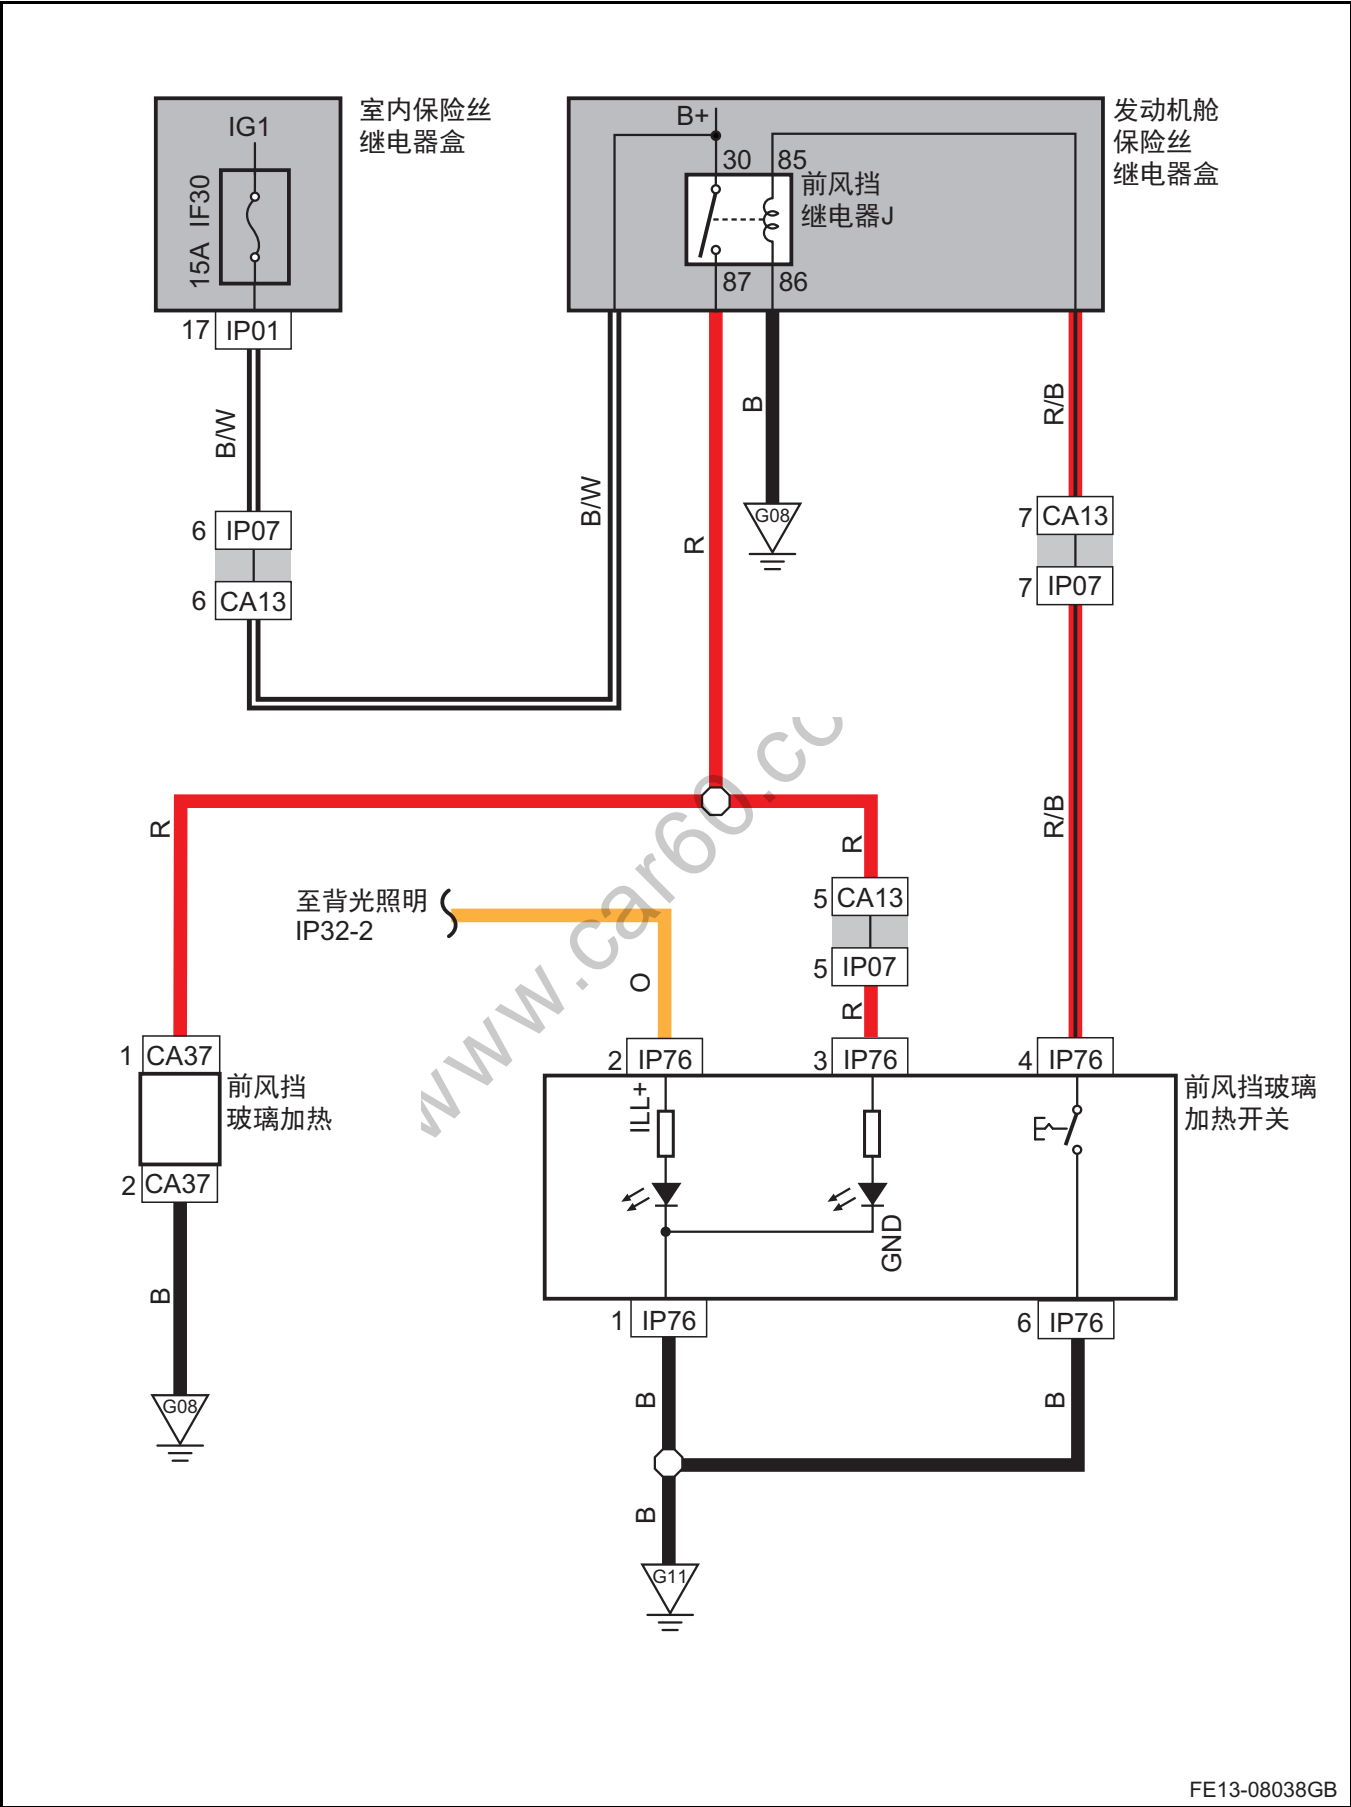 室内保险丝
继电器盒
IG1
15A IF30
17 IP01
B/W
6 IP07
6 CA13
B/W
发动机舱
保险丝
继电器盒
B+
30 85
前风挡
继电器J
87 86
R
B
G08
R/B
7 CA13
7 IP07
R/B
R
R
5 CA13
5 IP07
R
至背光照明
IP32-2
O
www.car60.co
1 CA37
前风挡
玻璃加热
2 CA37
B
G08
2 IP76
3 IP76
4 IP76
前风挡玻璃
加热开关
ILL+
GND
1 IP76
6 IP76
B
B
B
G11
FE13-08038GB